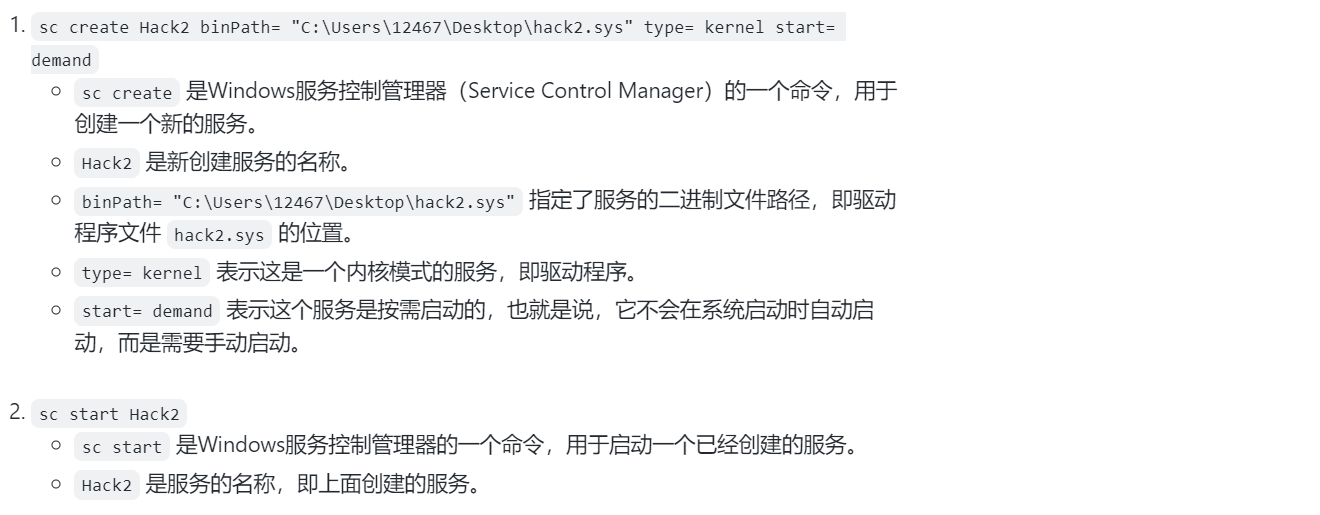 1. sc create Hack2 binPath= "C:\Users\12467\Desktop\hack2.sys" type= kernel start=
demand
sc create 是Windows服务控制管理器（Service Control Manager）的一个命令，用于
创建一个新的服务。
Hack2 是新创建服务的名称。
binPath= "C:\Users\12467\Desktop\hack2.sys" 指定了服务的二进制文件路径，即驱动
程序文件 hack2.sys 的位置。
type= kernel 表示这是一个内核模式的服务，即驱动程序。
start= demand 表示这个服务是按需启动的，也就是说，它不会在系统启动时自动启
动，而是需要手动启动。
2. sc start Hack2
sc start 是Windows服务控制管理器的一个命令，用于启动一个已经创建的服务。
Hack2 是服务的名称，即上面创建的服务。